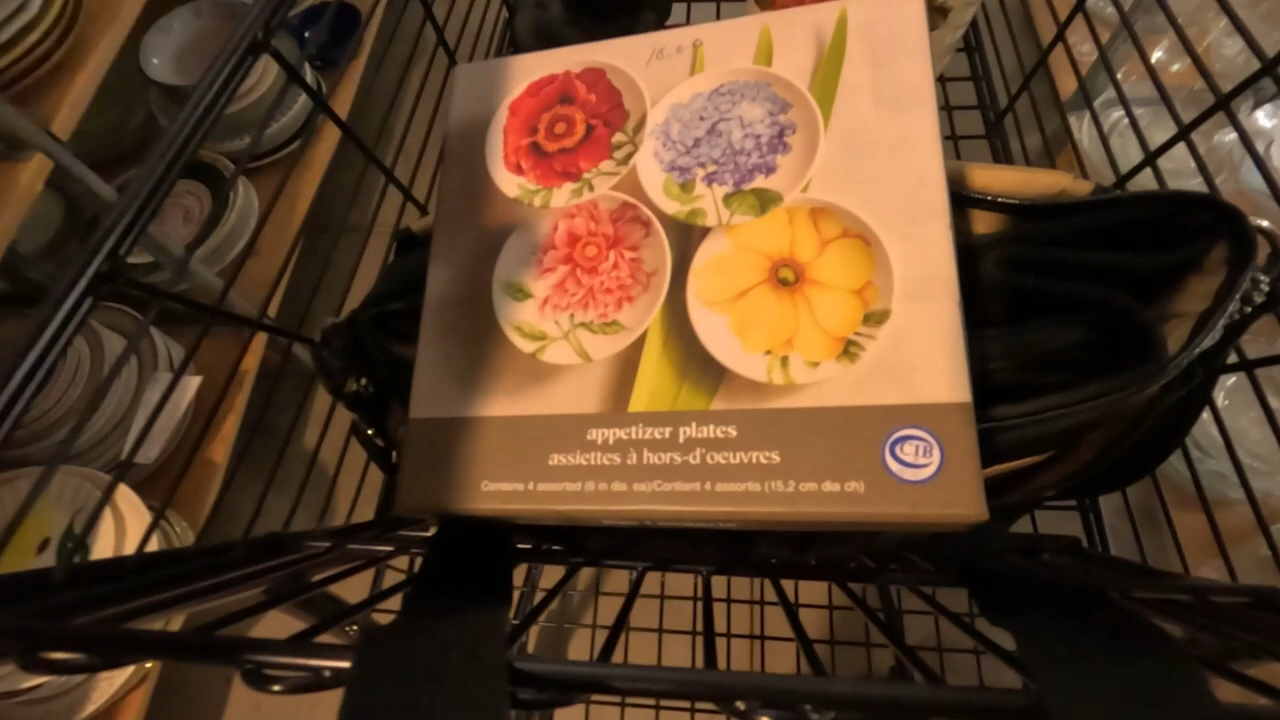 appetizer plates
assiettes à hors-d'oeuvres
Contains 4 assorted (6 in dia. ea)/Contient 4 assortis (15,2 cm dia ch)
CTB